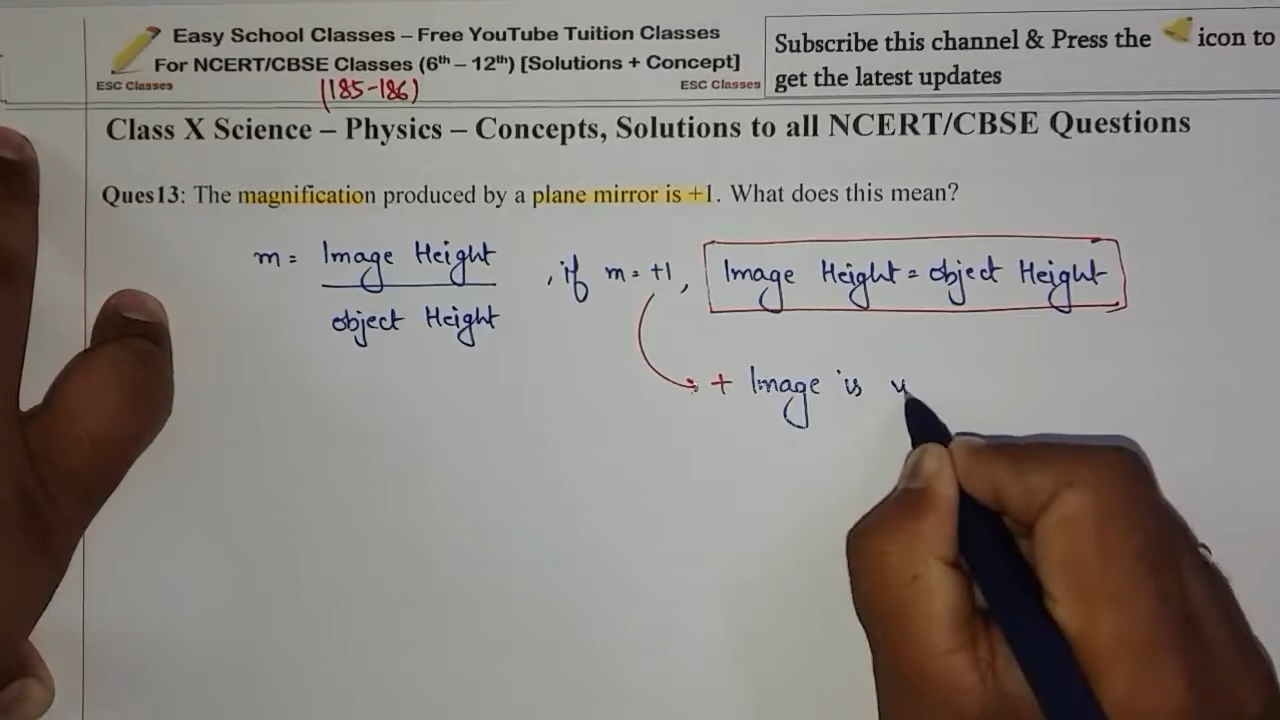 Easy School Classes – Free YouTube Tuition Classes
For NCERT/CBSE Classes (6th – 12th) [Solutions + Concept]
ESC Classes
(185-186)
ESC Classes
Subscribe this channel & Press the icon to
get the latest updates
Class X Science – Physics – Concepts, Solutions to all NCERT/CBSE Questions
Ques13: The magnification produced by a plane mirror is +1. What does this mean?
m = Image Height / object Height , if m = +1, Image Height = object Height
+ Image is